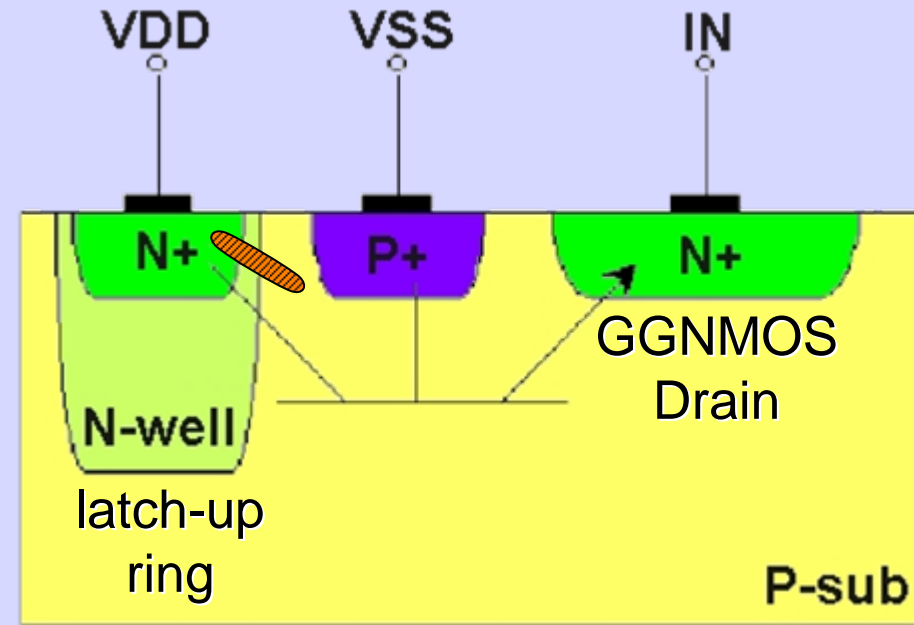 VDD
VSS
IN
N+
P+
N+
GGNMOS
Drain
N-well
latch-up
ring
P-sub